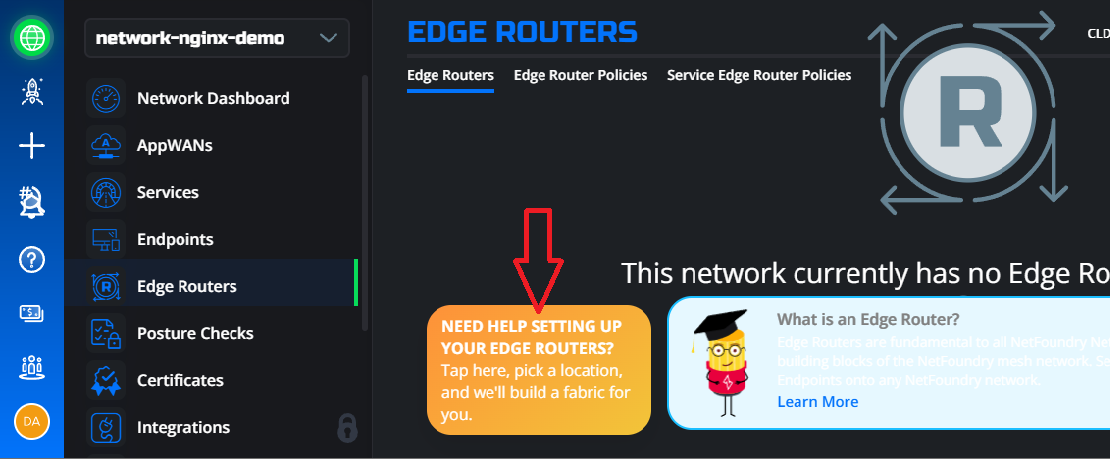 network-nginx-demo
Network Dashboard
AppWANs
Services
Endpoints
Edge Routers
Posture Checks
Certificates
Integrations
DA
EDGE ROUTERS
CLD
Edge Routers Edge Router Policies Service Edge Router Policies
R
This network currently has no Edge Ro
NEED HELP SETTING UP
YOUR EDGE ROUTERS?
Tap here, pick a location,
and we'll build a fabric for
you.
What is an Edge Router?
Edge Routers are fundamental to all NetFoundry Ne
building blocks of the NetFoundry mesh network. Se
Endpoints onto any NetFoundry network.
Learn More